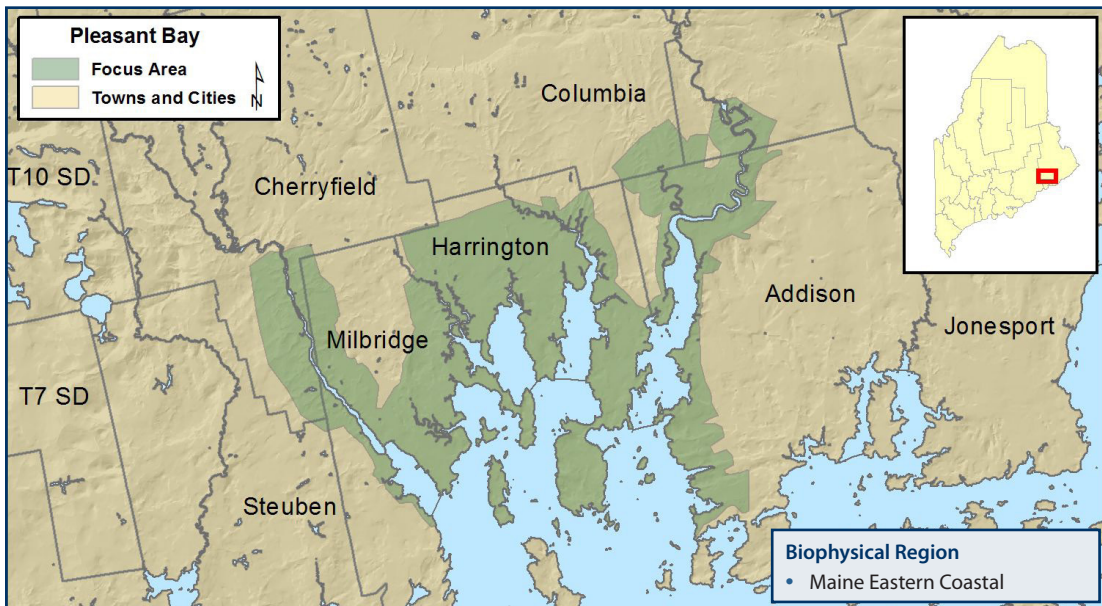 Pleasant Bay
Focus Area
Towns and Cities
N
Columbia
T10 SD
Cherryfield
Harrington
Addison
Milbridge
Jonesport
T7 SD
Steuben
Biophysical Region
• Maine Eastern Coastal